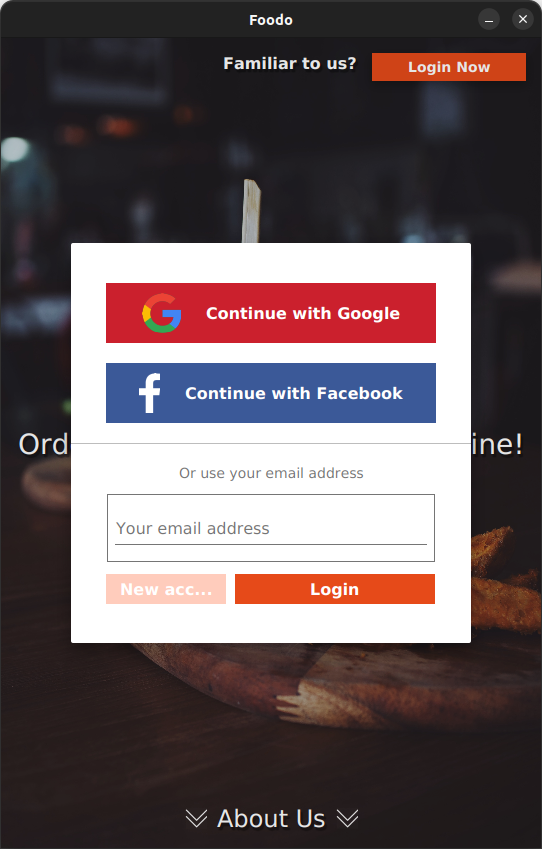 Foodo
Familiar to us?
Login Now
Continue with Google
Continue with Facebook
Ord
ine!
Or use your email address
Your email address
New acc...
Login
About Us